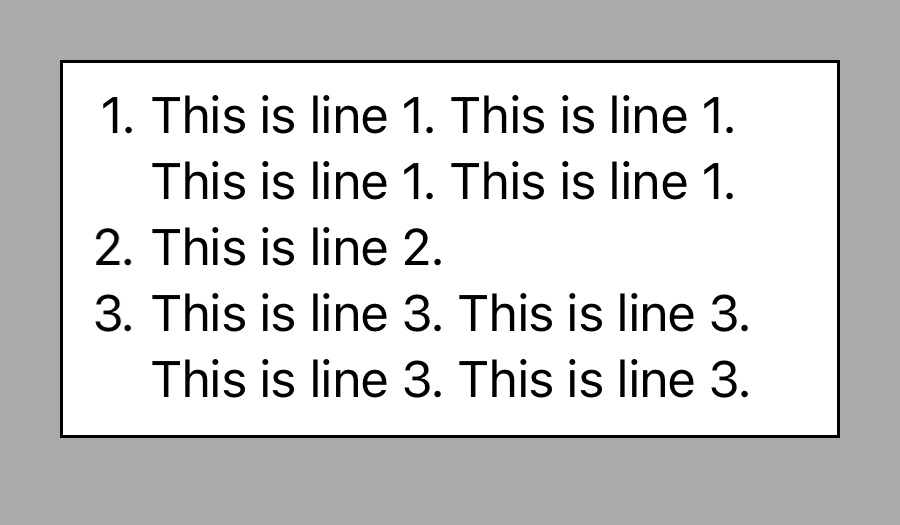 1. This is line 1. This is line 1.
This is line 1. This is line 1.
2. This is line 2.
3. This is line 3. This is line 3.
This is line 3. This is line 3.